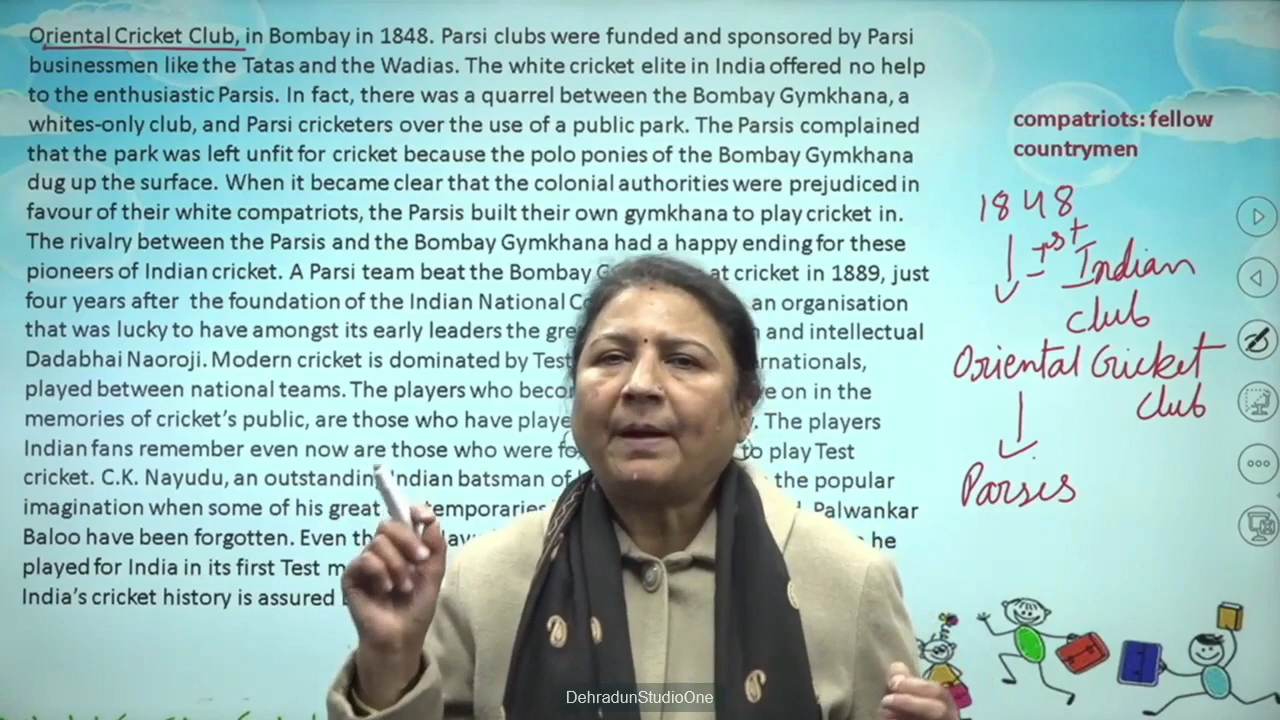 Oriental Cricket Club, in Bombay in 1848. Parsi clubs were funded and sponsored by Parsi
businessmen like the Tatas and the Wadias. The white cricket elite in India offered no help
to the enthusiastic Parsis. In fact, there was a quarrel between the Bombay Gymkhana, a
whites-only club, and Parsi cricketers over the use of a public park. The Parsis complained
that the park was left unfit for cricket because the polo ponies of the Bombay Gymkhana
dug up the surface. When it became clear that the colonial authorities were prejudiced in
favour of their white compatriots, the Parsis built their own gymkhana to play cricket in.
The rivalry between the Parsis and the Bombay Gymkhana had a happy ending for these
pioneers of Indian cricket. A Parsi team beat the Bombay at cricket in 1889, just
four years after the foundation of the Indian National an organisation
that was lucky to have amongst its early leaders the and intellectual
Dadabhai Naoroji. Modern cricket is dominated by Test
played between national teams. The players who on in the
memories of cricket's public, are those who have The players
Indian fans remember even now are those who were to play Test
cricket. C.K. Nayudu, an outstanding Indian batsman of the popular
imagination when some of his great Palwankar
Baloo have been forgotten. Even he
played for India in its first Test
India's cricket history is assured
compatriots: fellow
countrymen
1848
1st
Indian
club
Oriental Cricket
club
Parsis
DehradunStudioOne